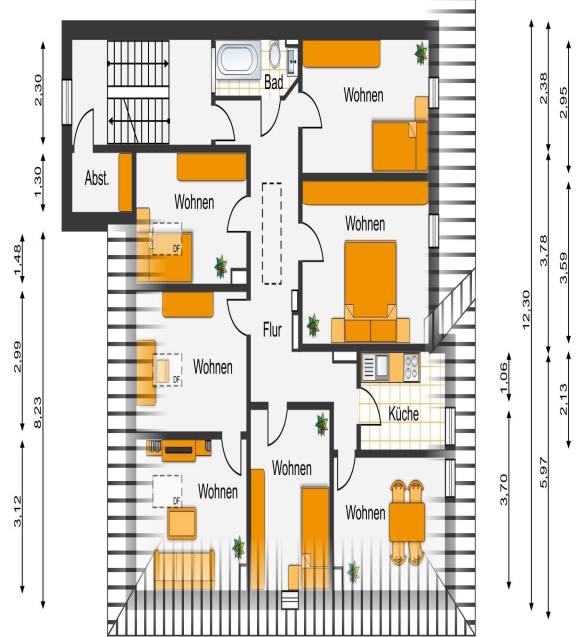 Bad
Wohnen
Abst.
Wohnen
Wohnen
DF
Flur
Wohnen
DF
Küche
Wohnen
Wohnen
DF
Wohnen
2,30
1,30
1,48
2,99
8,23
3,12
12,30
2,38
2,95
3,78
3,59
1,06
2,13
3,70
5,97